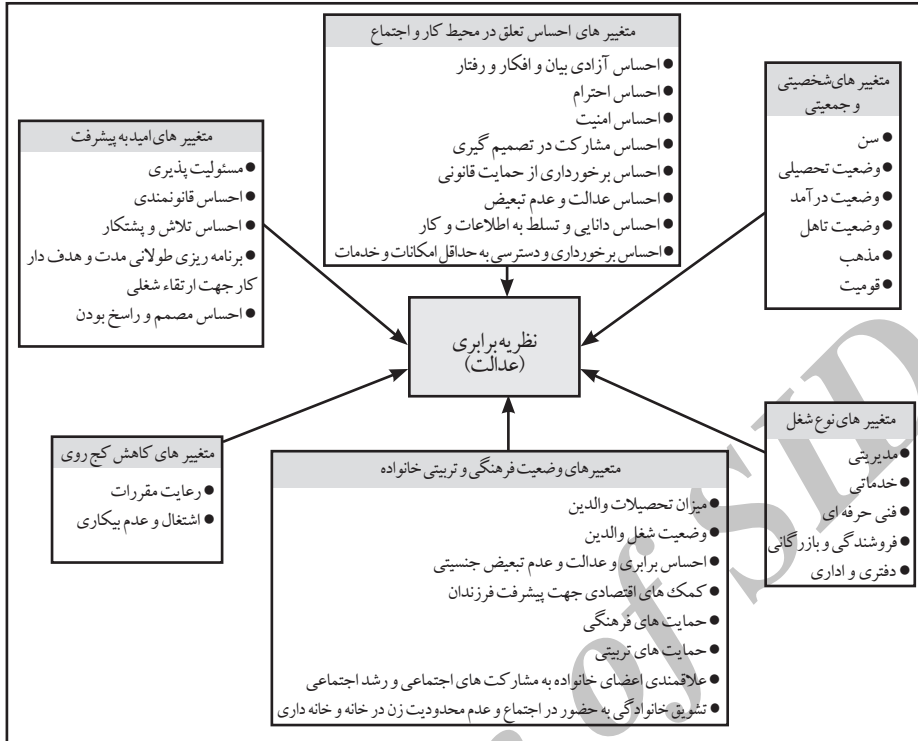 متغییر های احساس تعلق در محیط کار و اجتماع
● احساس آزادی بیان و افکار و رفتار
● احساس احترام
● احساس امنیت
● احساس مشارکت در تصمیم گیری
● احساس برخورداری از حمایت قانونی
● احساس عدالت و عدم تبعیض
● احساس دانایی و تسلط به اطلاعات و کار
● احساس برخورداری و دسترسی به حداقل امکانات و خدمات
متغییر های شخصیتی
و جمعیتی
● سن
● وضعیت تحصیلی
● وضعیت درآمد
● وضعیت تاهل
● مذهب
● قومیت
متغییر های امید به پیشرفت
● مسئولیت پذیری
● احساس قانونمندی
● احساس تلاش و پشتکار
● برنامه ریزی طولانی مدت و هدف دار
کار جهت ارتقاء شغلی
● احساس مصمم و راسخ بودن
نظریه برابری
(عدالت)
متغییر های نوع شغل
● مدیریتی
● خدماتی
● فنی حرفه ای
● فروشندگی و بازرگانی
● دفتری و اداری
متغییر های کاهش کج روی
● رعایت مقررات
● اشتغال و عدم بیکاری
متعییرهای وضعیت فرهنگی و تربیتی خانواده
● میزان تحصیلات والدین
● وضعیت شغل والدین
● احساس برابری و عدالت و عدم تبعیض جنسیتی
● کمک های اقتصادی جهت پیشرفت فرزندان
● حمایت های فرهنگی
● حمایت های تربیتی
● علاقمندی اعضای خانواده به مشارکت های اجتماعی و رشد اجتماعی
● تشویق خانوادگی به حضور در اجتماع و عدم محدودیت زن در خانه و خانه داری
of SID